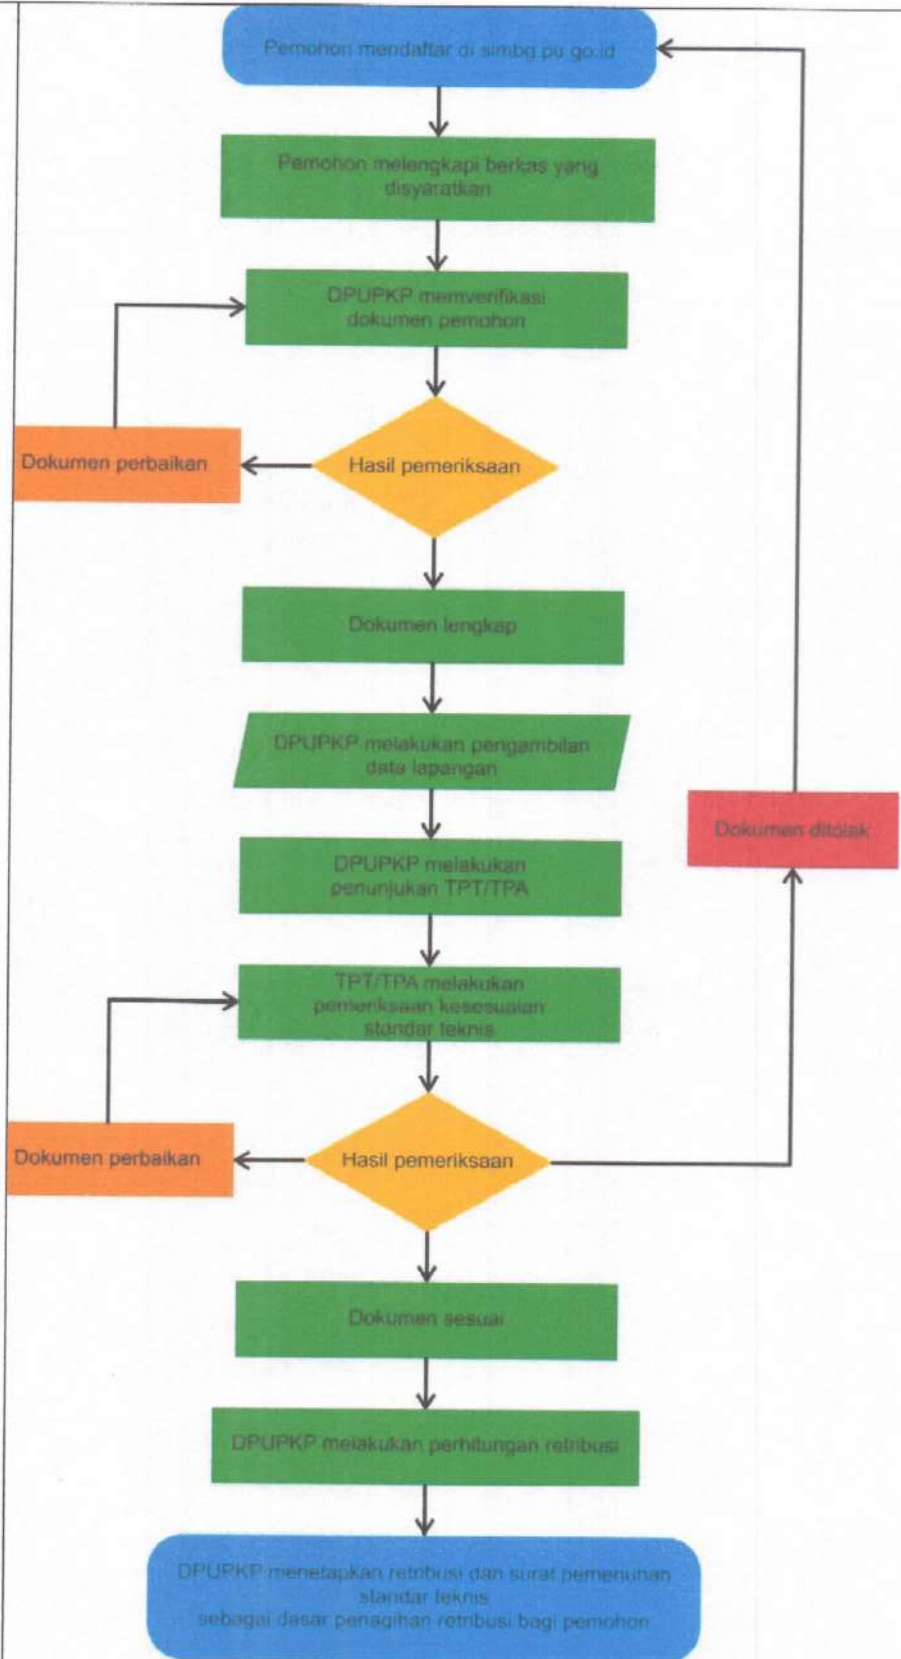 Pemohon mendaftar di simbg.pu.go.id
Pemohon melengkapi berkas yang
disyaratkan
DPUPKP memverifikasi
dokumen pemohon
Dokumen perbaikan
Hasil pemeriksaan
Dokumen lengkap
DPUPKP melakukan pengambilan
data lapangan
Dokumen ditolak
DPUPKP melakukan
penunjukan TPT/TPA
TPT/TPA melakukan
pemeriksaan kesesuaian
standar teknis
Dokumen perbaikan
Hasil pemeriksaan
Dokumen sesuai
DPUPKP melakukan perhitungan retribusi
DPUPKP menetapkan retribusi dan surat pemenuhan
standar teknis
sebagai dasar penagihan retribusi bagi pemohon